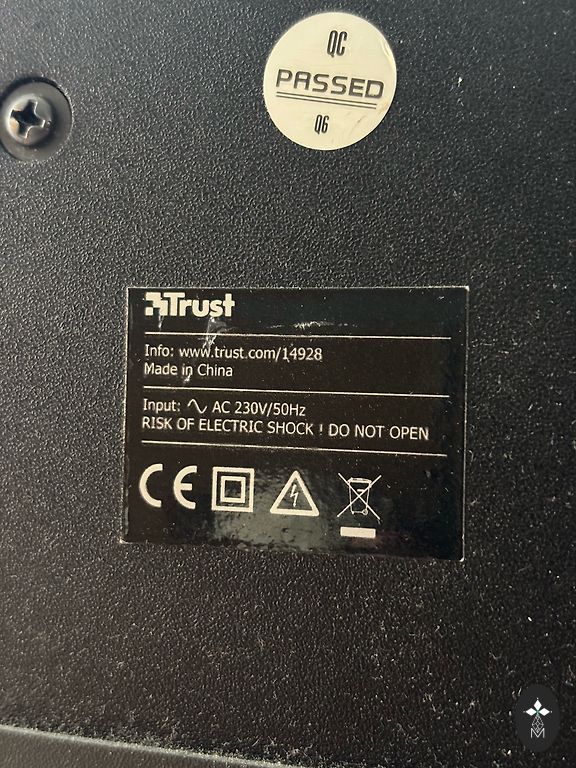 QC
PASSED
Q6
Trust
Info: www.trust.com/14928
Made in China
Input: ∿ AC 230V/50Hz
RISK OF ELECTRIC SHOCK ! DO NOT OPEN
CE
M